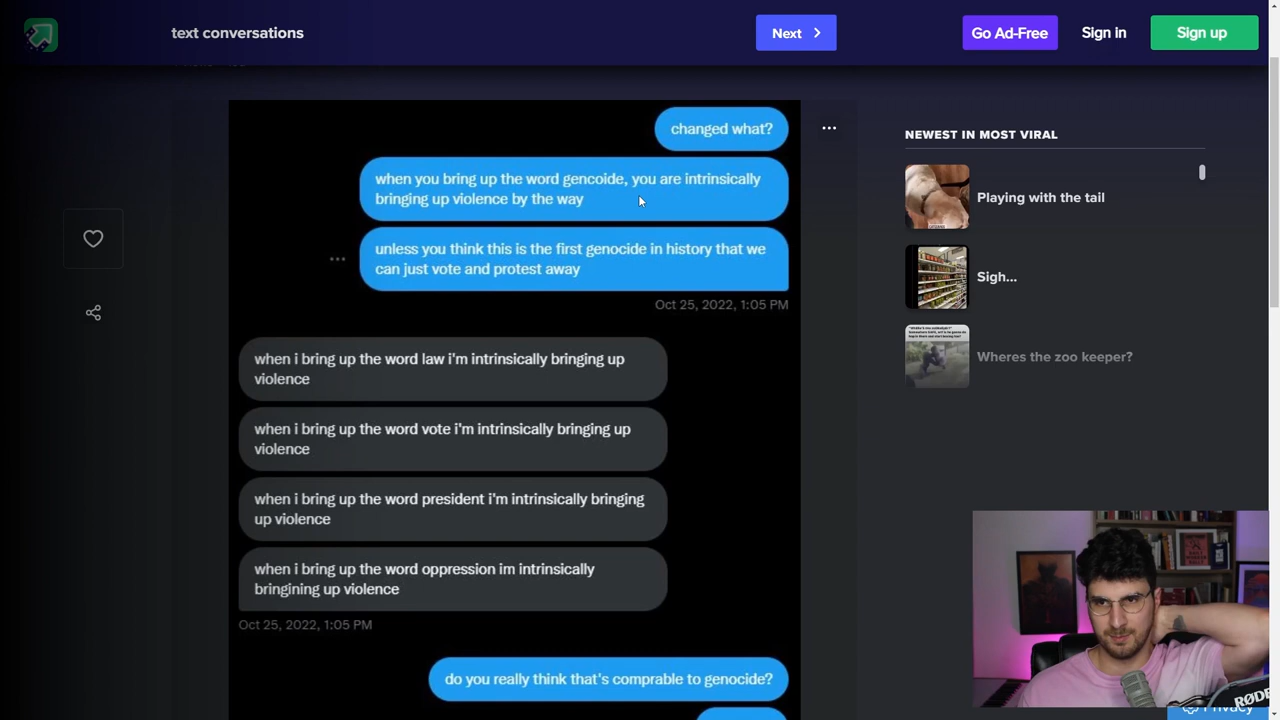 text conversations
Next
Go Ad-Free
Sign in
Sign up
changed what?
when you bring up the word gencoide, you are intrinsically
bringing up violence by the way
unless you think this is the first genocide in history that we
can just vote and protest away
Oct 25, 2022, 1:05 PM
when i bring up the word law i'm intrinsically bringing up
violence
when i bring up the word vote i'm intrinsically bringing up
violence
when i bring up the word president i'm intrinsically bringing
up violence
when i bring up the word oppression im intrinsically
bringining up violence
Oct 25, 2022, 1:05 PM
do you really think that's comprable to genocide?
NEWEST IN MOST VIRAL
Playing with the tail
Sigh...
Wheres the zoo keeper?
RØDE
Privacy